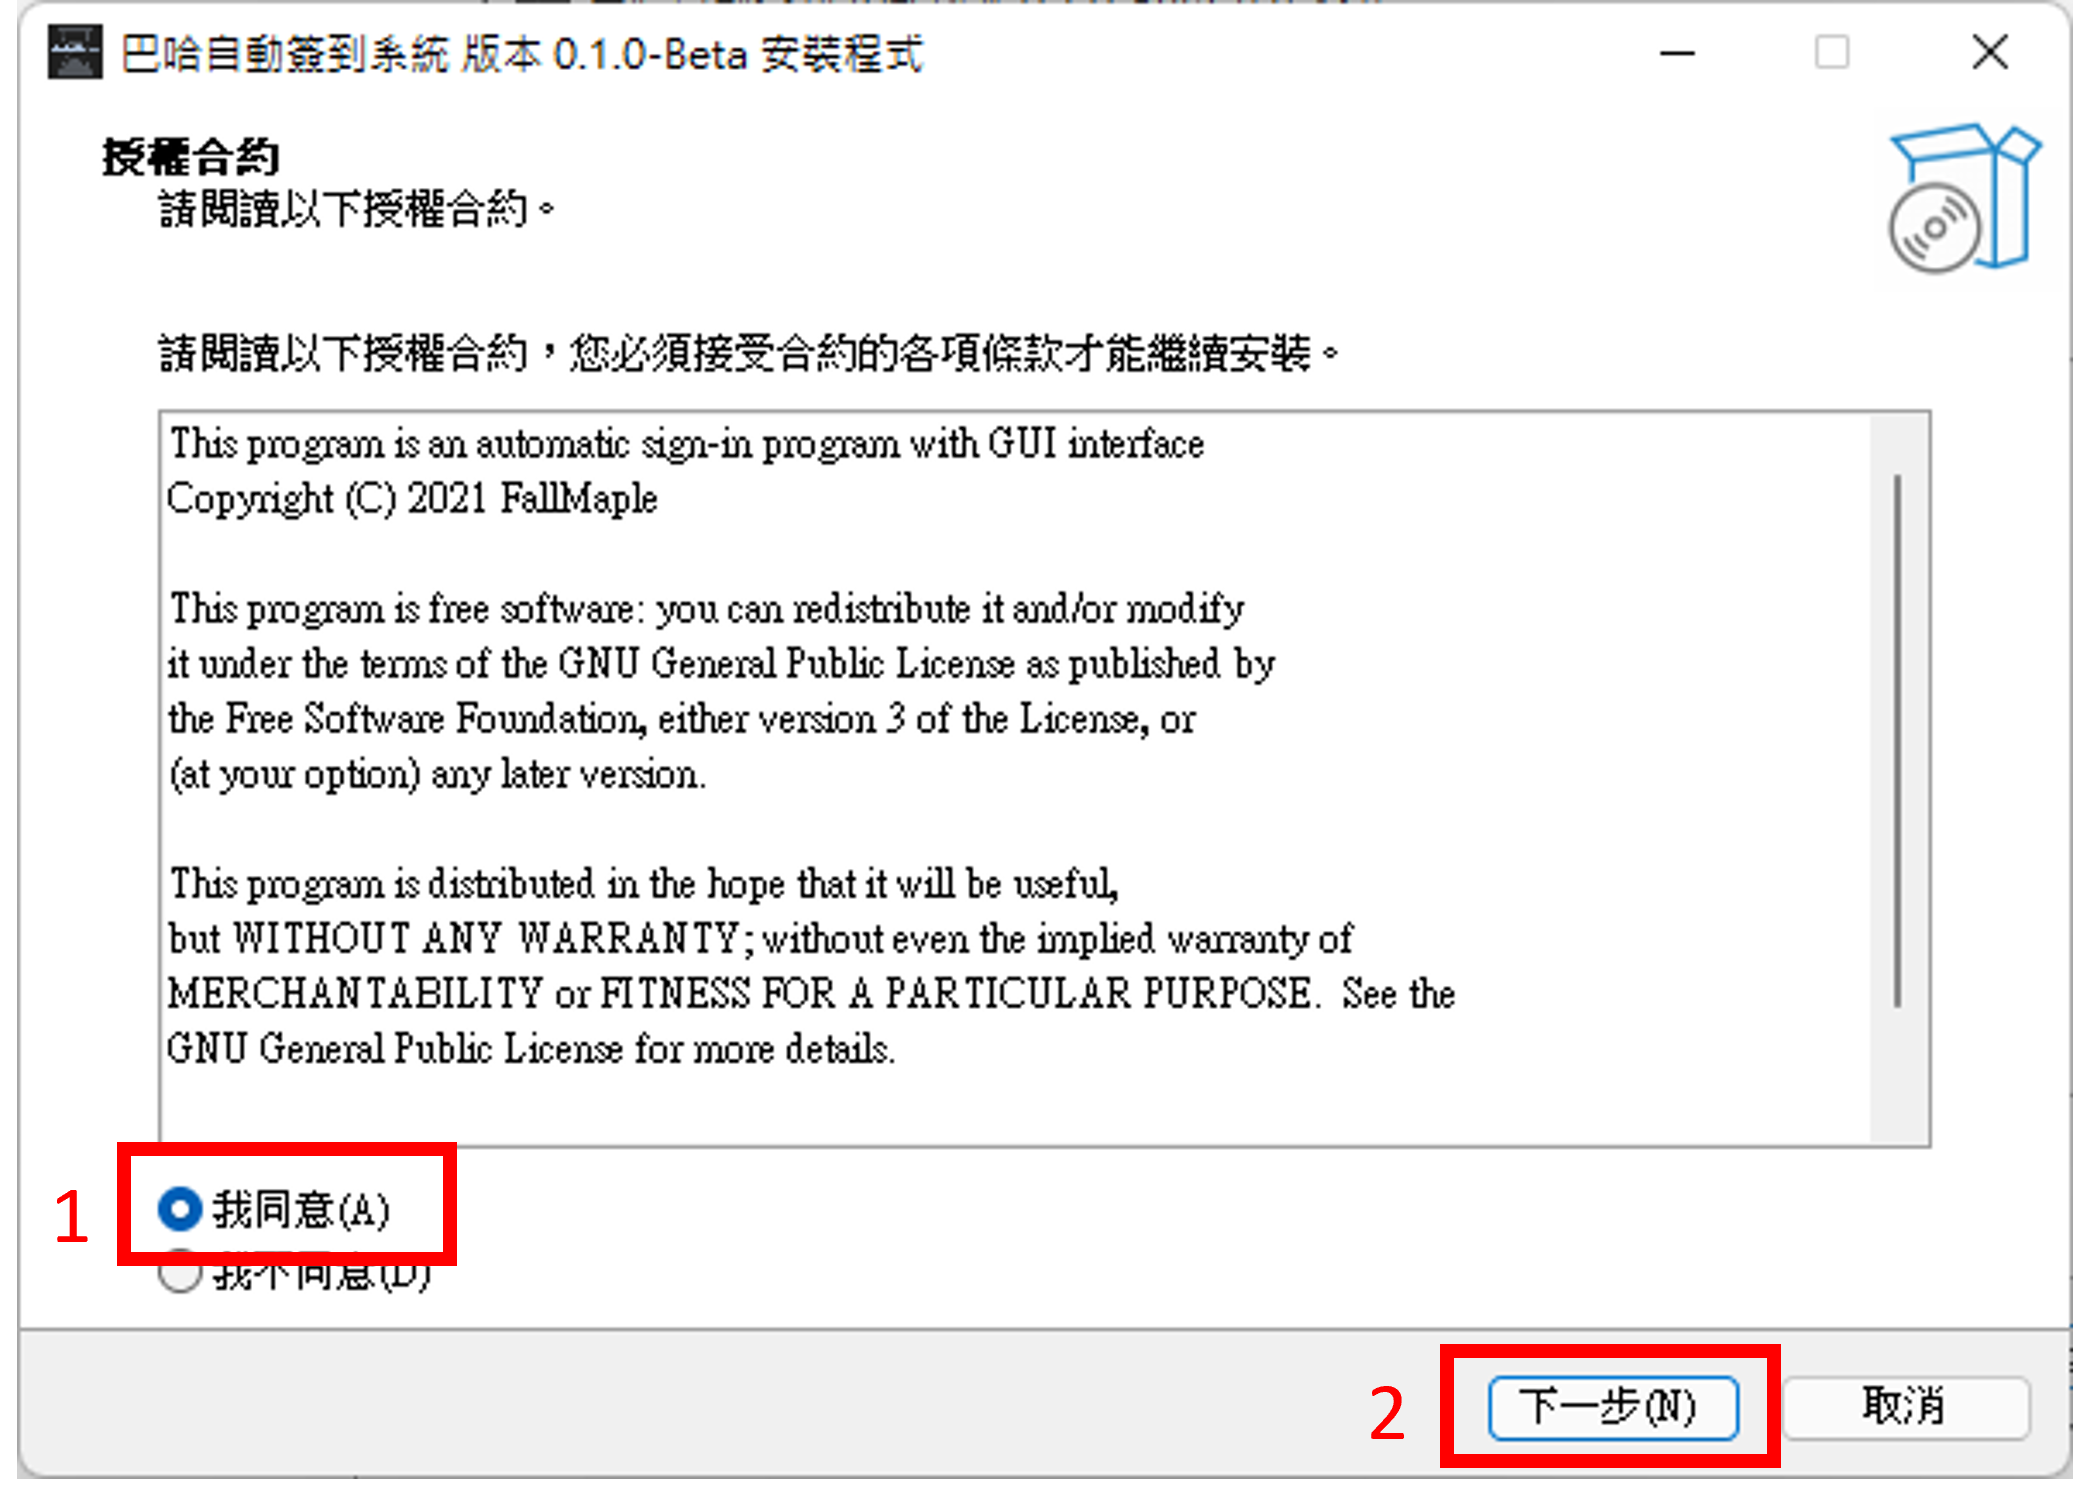 巴哈自動簽到系統 版本 0.1.0-Beta 安裝程式
授權合約
請閱讀以下授權合約。
請閱讀以下授權合約，您必須接受合約的各項條款才能繼續安裝。
This program is an automatic sign-in program with GUI interface
Copyright (C) 2021 FallMaple
This program is free software: you can redistribute it and/or modify
it under the terms of the GNU General Public License as published by
the Free Software Foundation, either version 3 of the License, or
(at your option) any later version.
This program is distributed in the hope that it will be useful,
but WITHOUT ANY WARRANTY; without even the implied warranty of
MERCHANTABILITY or FITNESS FOR A PARTICULAR PURPOSE.  See the
GNU General Public License for more details.
1 我同意(A)
我不同意(D)
2 下一步(N) 取消